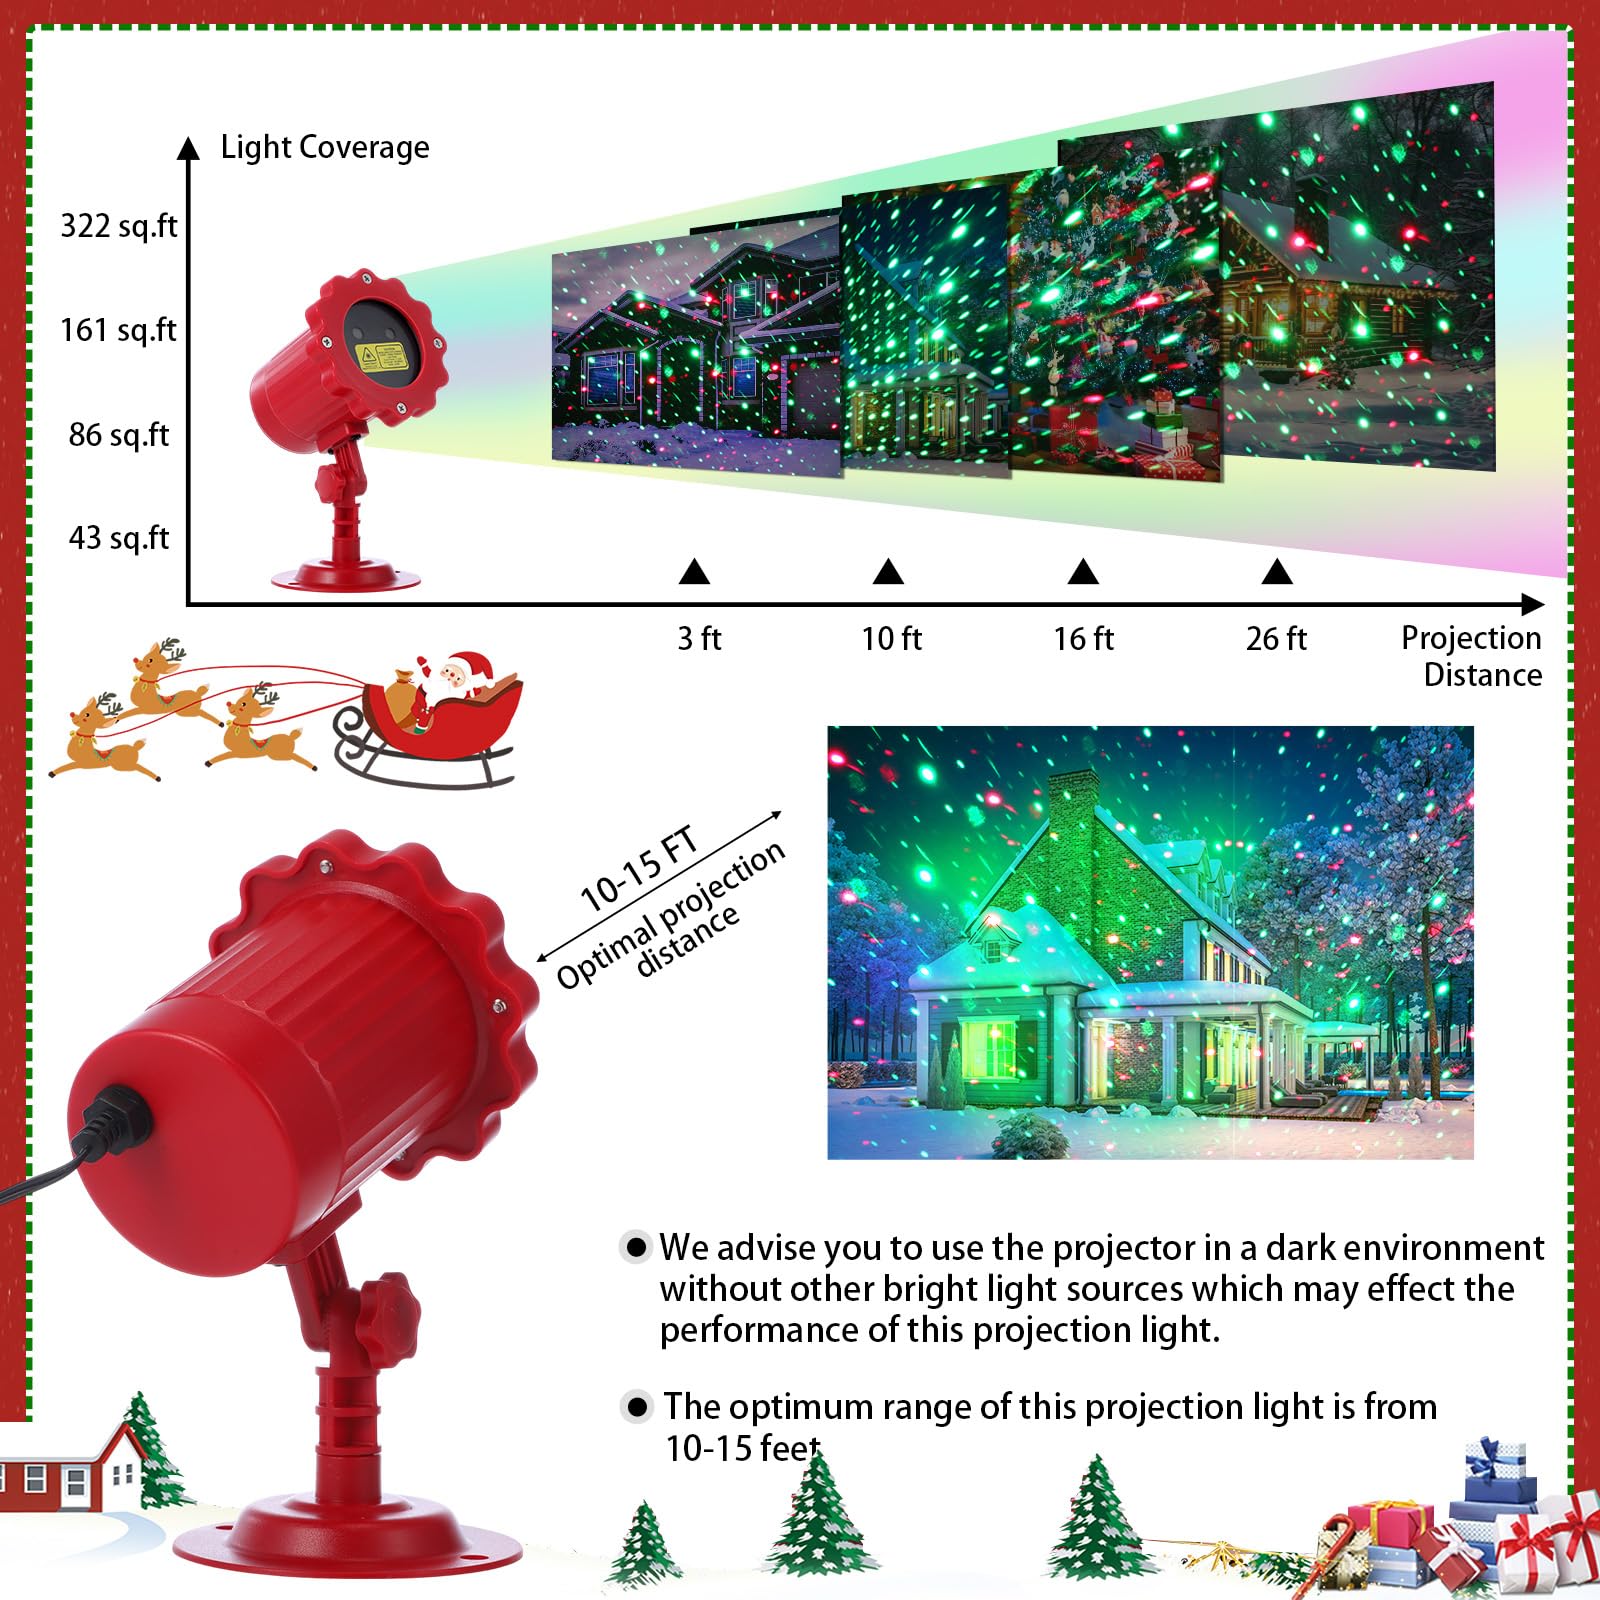 Light Coverage
322 sq.ft
161 sq.ft
86 sq.ft
43 sq.ft
3 ft
10 ft
16 ft
26 ft
Projection
Distance
10-15 FT
Optimal projection
distance
We advise you to use the projector in a dark environment
without other bright light sources which may effect the
performance of this projection light.
The optimum range of this projection light is from
10-15 feet